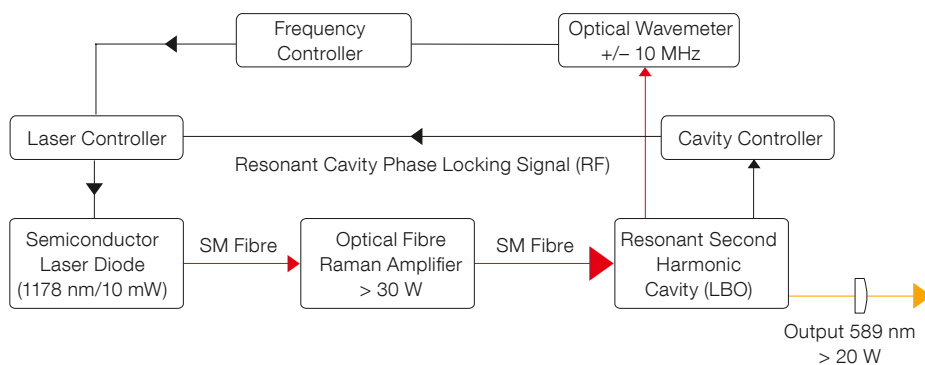 Frequency
Controller
Optical Wavemeter
+/– 10 MHz
Laser Controller
Cavity Controller
Resonant Cavity Phase Locking Signal (RF)
Semiconductor
Laser Diode
(1178 nm/10 mW)
SM Fibre
Optical Fibre
Raman Amplifier
> 30 W
SM Fibre
Resonant Second
Harmonic
Cavity (LBO)
Output 589 nm
> 20 W